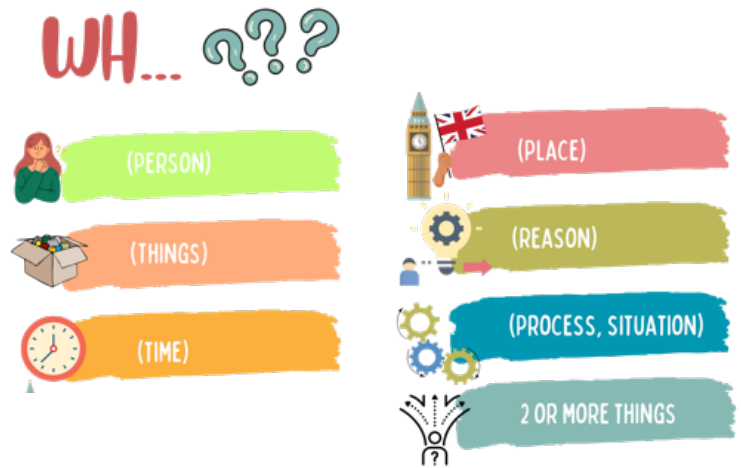 WH... ???
(PERSON)
(THINGS)
(TIME)
(PLACE)
(REASON)
(PROCESS, SITUATION)
2 OR MORE THINGS
?